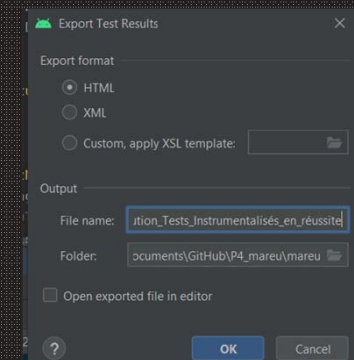 Export Test Results
Export format
HTML
XML
Custom, apply XSL template:
Output
File name: ution_Tests_Instrumentalisés_en_réussite
Folder: ocuments\GitHub\P4_mareu\mareu
Open exported file in editor
?
OK Cancel